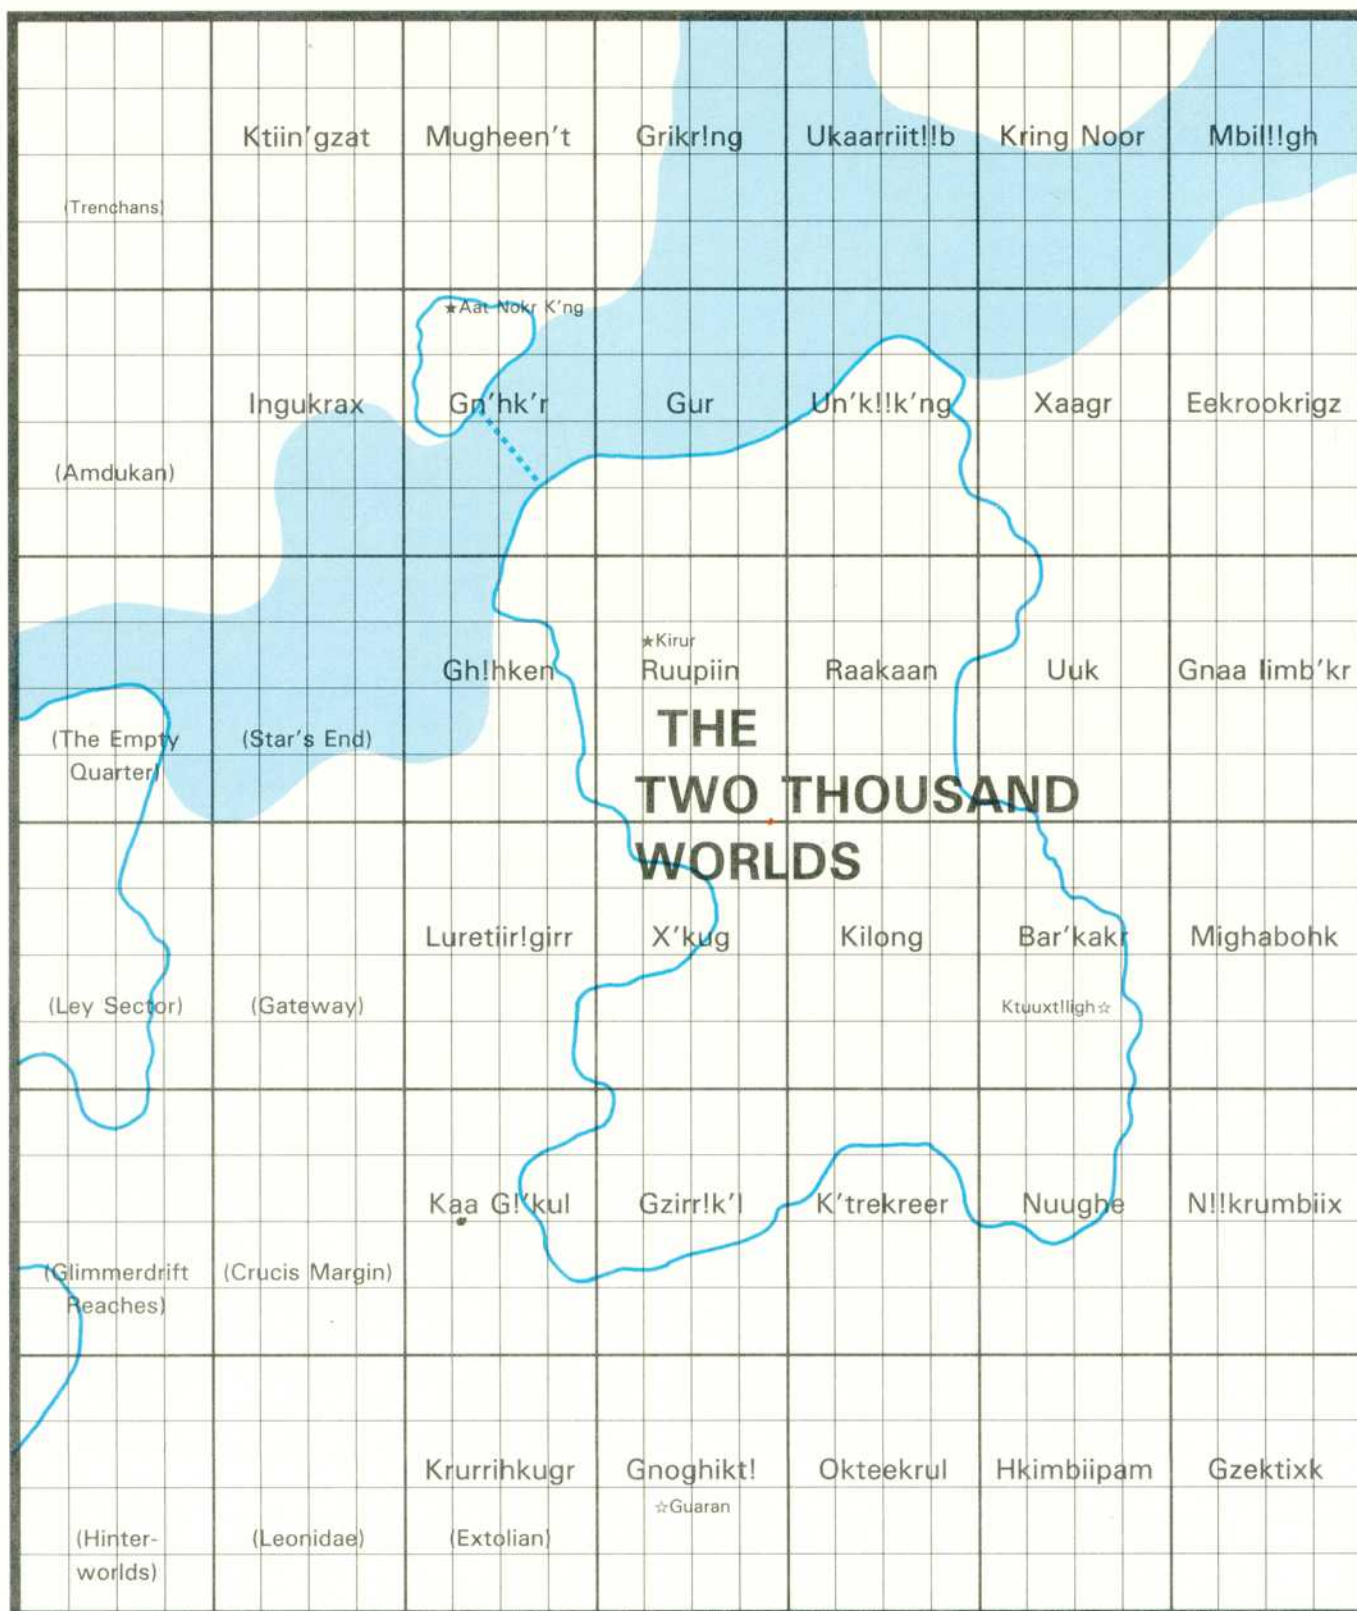 Ktiin'gzat
Mugheen't
Grikr!ng
Ukaarriit!!b
Kring Noor
Mbil!!gh
(Trenchans)
★Aat Nokr K'ng
Ingukrax
Gn'hk'r
Gur
Un'k!!k'ng
Xaagr
Eekrookrigz
(Amdukan)
★Kirur
Gh!hken
Ruupiin
Raakaan
Uuk
Gnaa Iimb'kr
(The Empty
Quarter)
(Star's End)
THE
TWO THOUSAND
WORLDS
Luretiir!girr
X'kug
Kilong
Bar'kakr
Mighabohk
(Ley Sector)
(Gateway)
Ktuuxt!ligh☆
Kaa G!'kul
Gzirr!k'l
K'trekreer
Nuughe
N!!krumbiix
(Glimmerdrift
Reaches)
(Crucis Margin)
Krurrihkugr
Gnoghikt!
Okteekrul
Hkimbiipam
Gzektixk
☆Guaran
(Hinter-
worlds)
(Leonidae)
(Extolian)